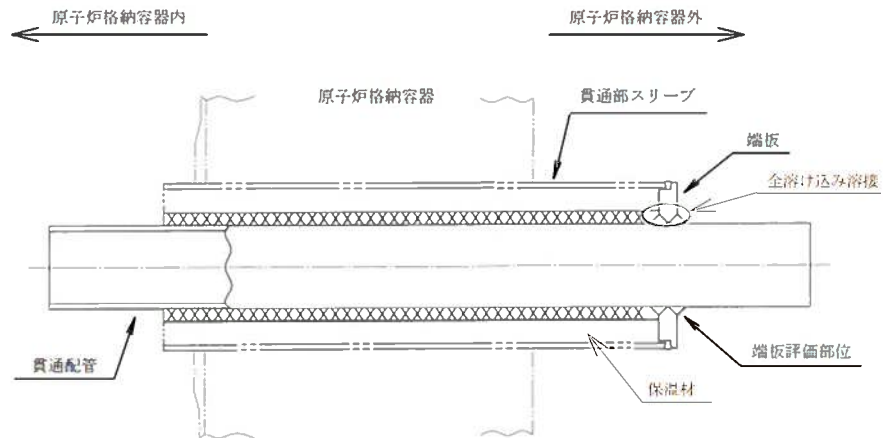 原子炉格納容器内
原子炉格納容器外
原子炉格納容器
貫通部スリーブ
端板
全溶け込み溶接
貫通配管
端板評価部位
保温材